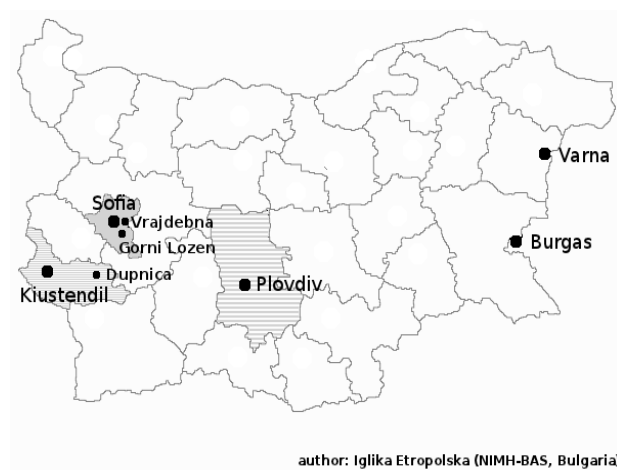 Varna
Sofia
Vrajdebna
Burgas
Gorni Lozen
Dupnica
Plovdiv
Kiustendil
author: Iglika Etropolska (NIMH-BAS, Bulgaria)